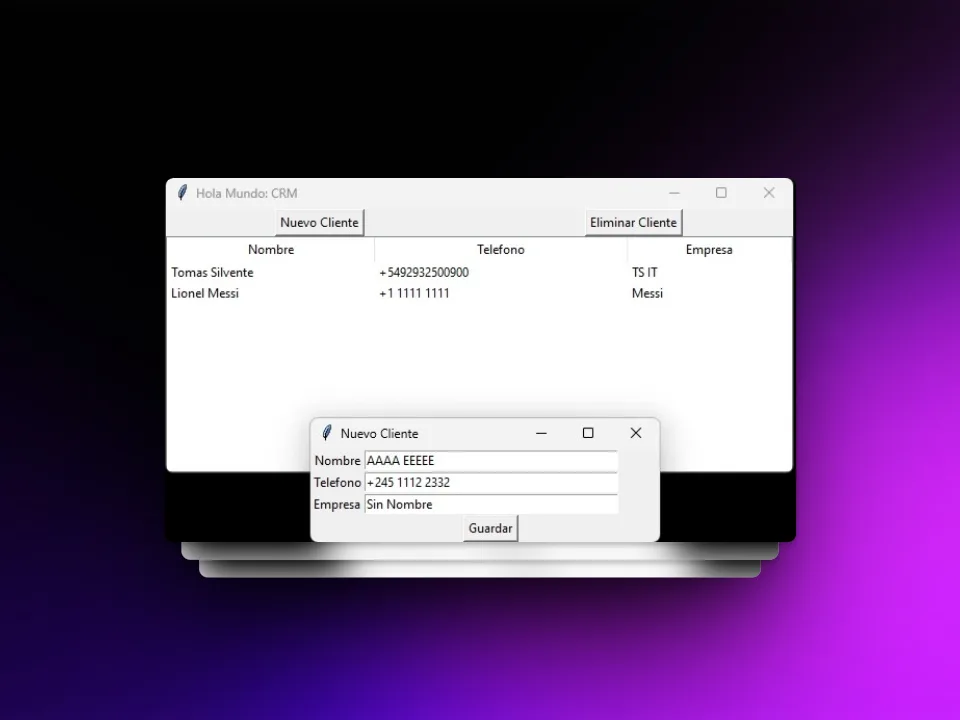 Hola Mundo: CRM
Nuevo Cliente Eliminar Cliente
Nombre Telefono Empresa
Tomas Silvente +5492932500900 TS IT
Lionel Messi +1 1111 1111 Messi
Nuevo Cliente
Nombre AAAA EEEEE
Telefono +245 1112 2332
Empresa Sin Nombre
Guardar